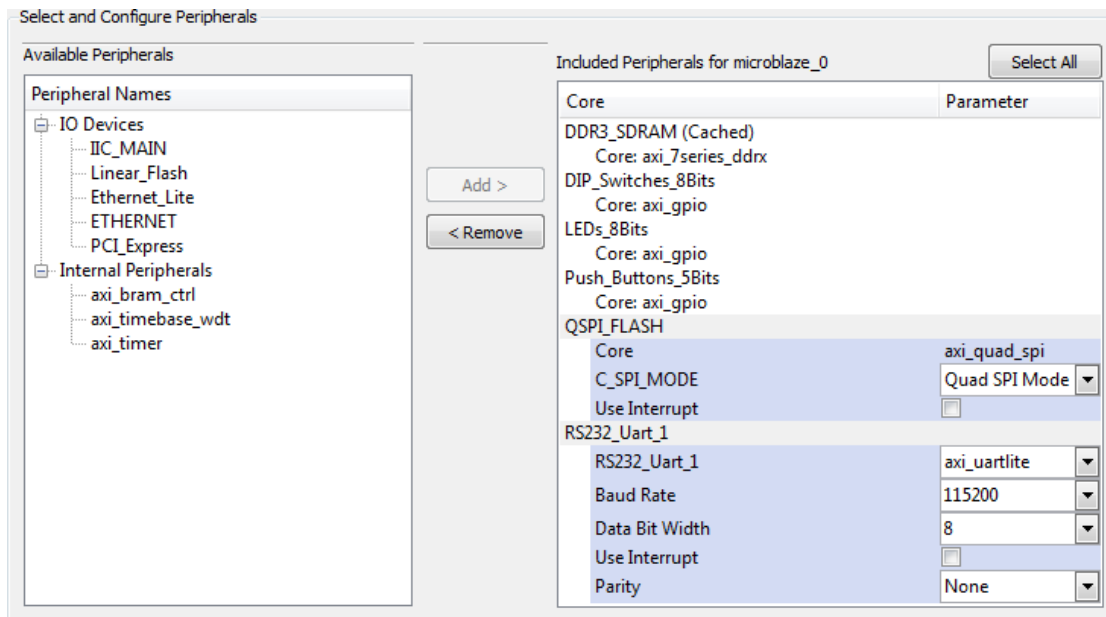 Select and Configure Peripherals
Available Peripherals
Peripheral Names
IO Devices
IIC_MAIN
Linear_Flash
Ethernet_Lite
ETHERNET
PCI_Express
Internal Peripherals
axi_bram_ctrl
axi_timebase_wdt
axi_timer
Add >
< Remove
Included Peripherals for microblaze_0
Select All
Core Parameter
DDR3_SDRAM (Cached)
Core: axi_7series_ddrx
DIP_Switches_8Bits
Core: axi_gpio
LEDs_8Bits
Core: axi_gpio
Push_Buttons_5Bits
Core: axi_gpio
QSPI_FLASH
Core axi_quad_spi
C_SPI_MODE Quad SPI Mode
Use Interrupt
RS232_Uart_1
RS232_Uart_1 axi_uartlite
Baud Rate 115200
Data Bit Width 8
Use Interrupt
Parity None